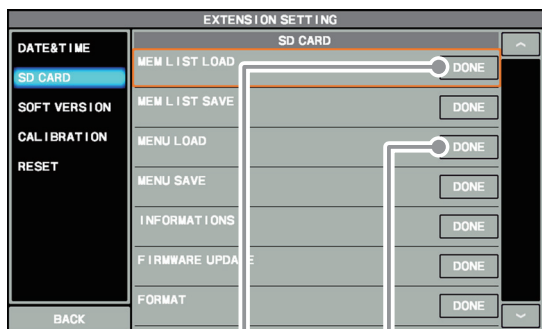 EXTENSION SETTING
DATE&TIME
SD CARD
SOFT VERSION
CALIBRATION
RESET
BACK
SD CARD
MEM LIST LOAD DONE
MEM LIST SAVE DONE
MENU LOAD DONE
MENU SAVE DONE
INFORMATIONS DONE
FIRMWARE UPDATE DONE
FORMAT DONE